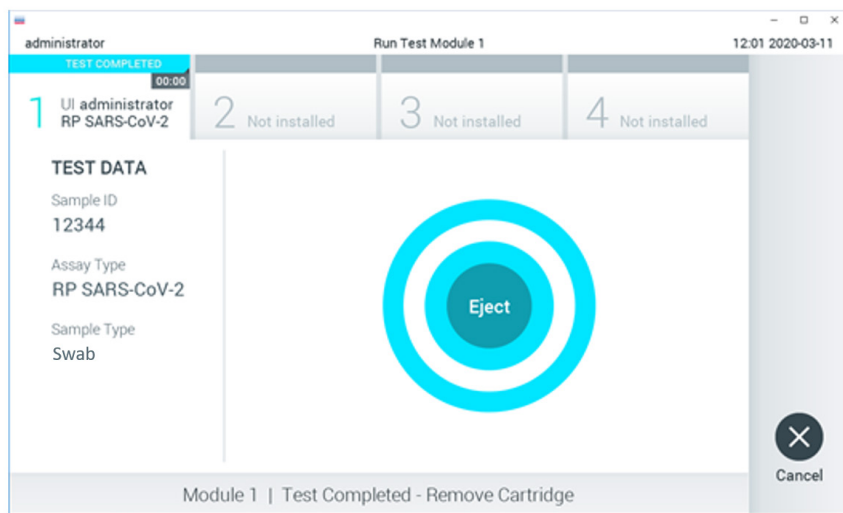 administrator Run Test Module 1 12:01 2020-03-11
TEST COMPLETED
00:00
1 UI administrator
RP SARS-CoV-2
2 Not installed
3 Not installed
4 Not installed
TEST DATA
Sample ID
12344
Assay Type
RP SARS-CoV-2
Sample Type
Swab
Eject
Cancel
Module 1 | Test Completed - Remove Cartridge